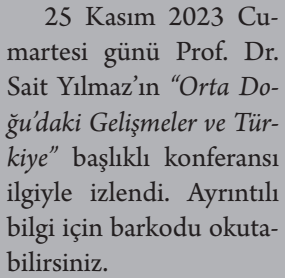 25 Kasım 2023 Cu-
martesi günü Prof. Dr.
Sait Yılmaz’ın “Orta Do-
ğu’daki Gelişmeler ve Tür-
kiye” başlıklı konferansı
ilgiyle izlendi. Ayrıntılı
bilgi için barkodu okuta-
bilirsiniz.